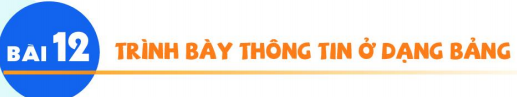 BÀI 12 TRÌNH BÀY THÔNG TIN Ở DẠNG BẢNG